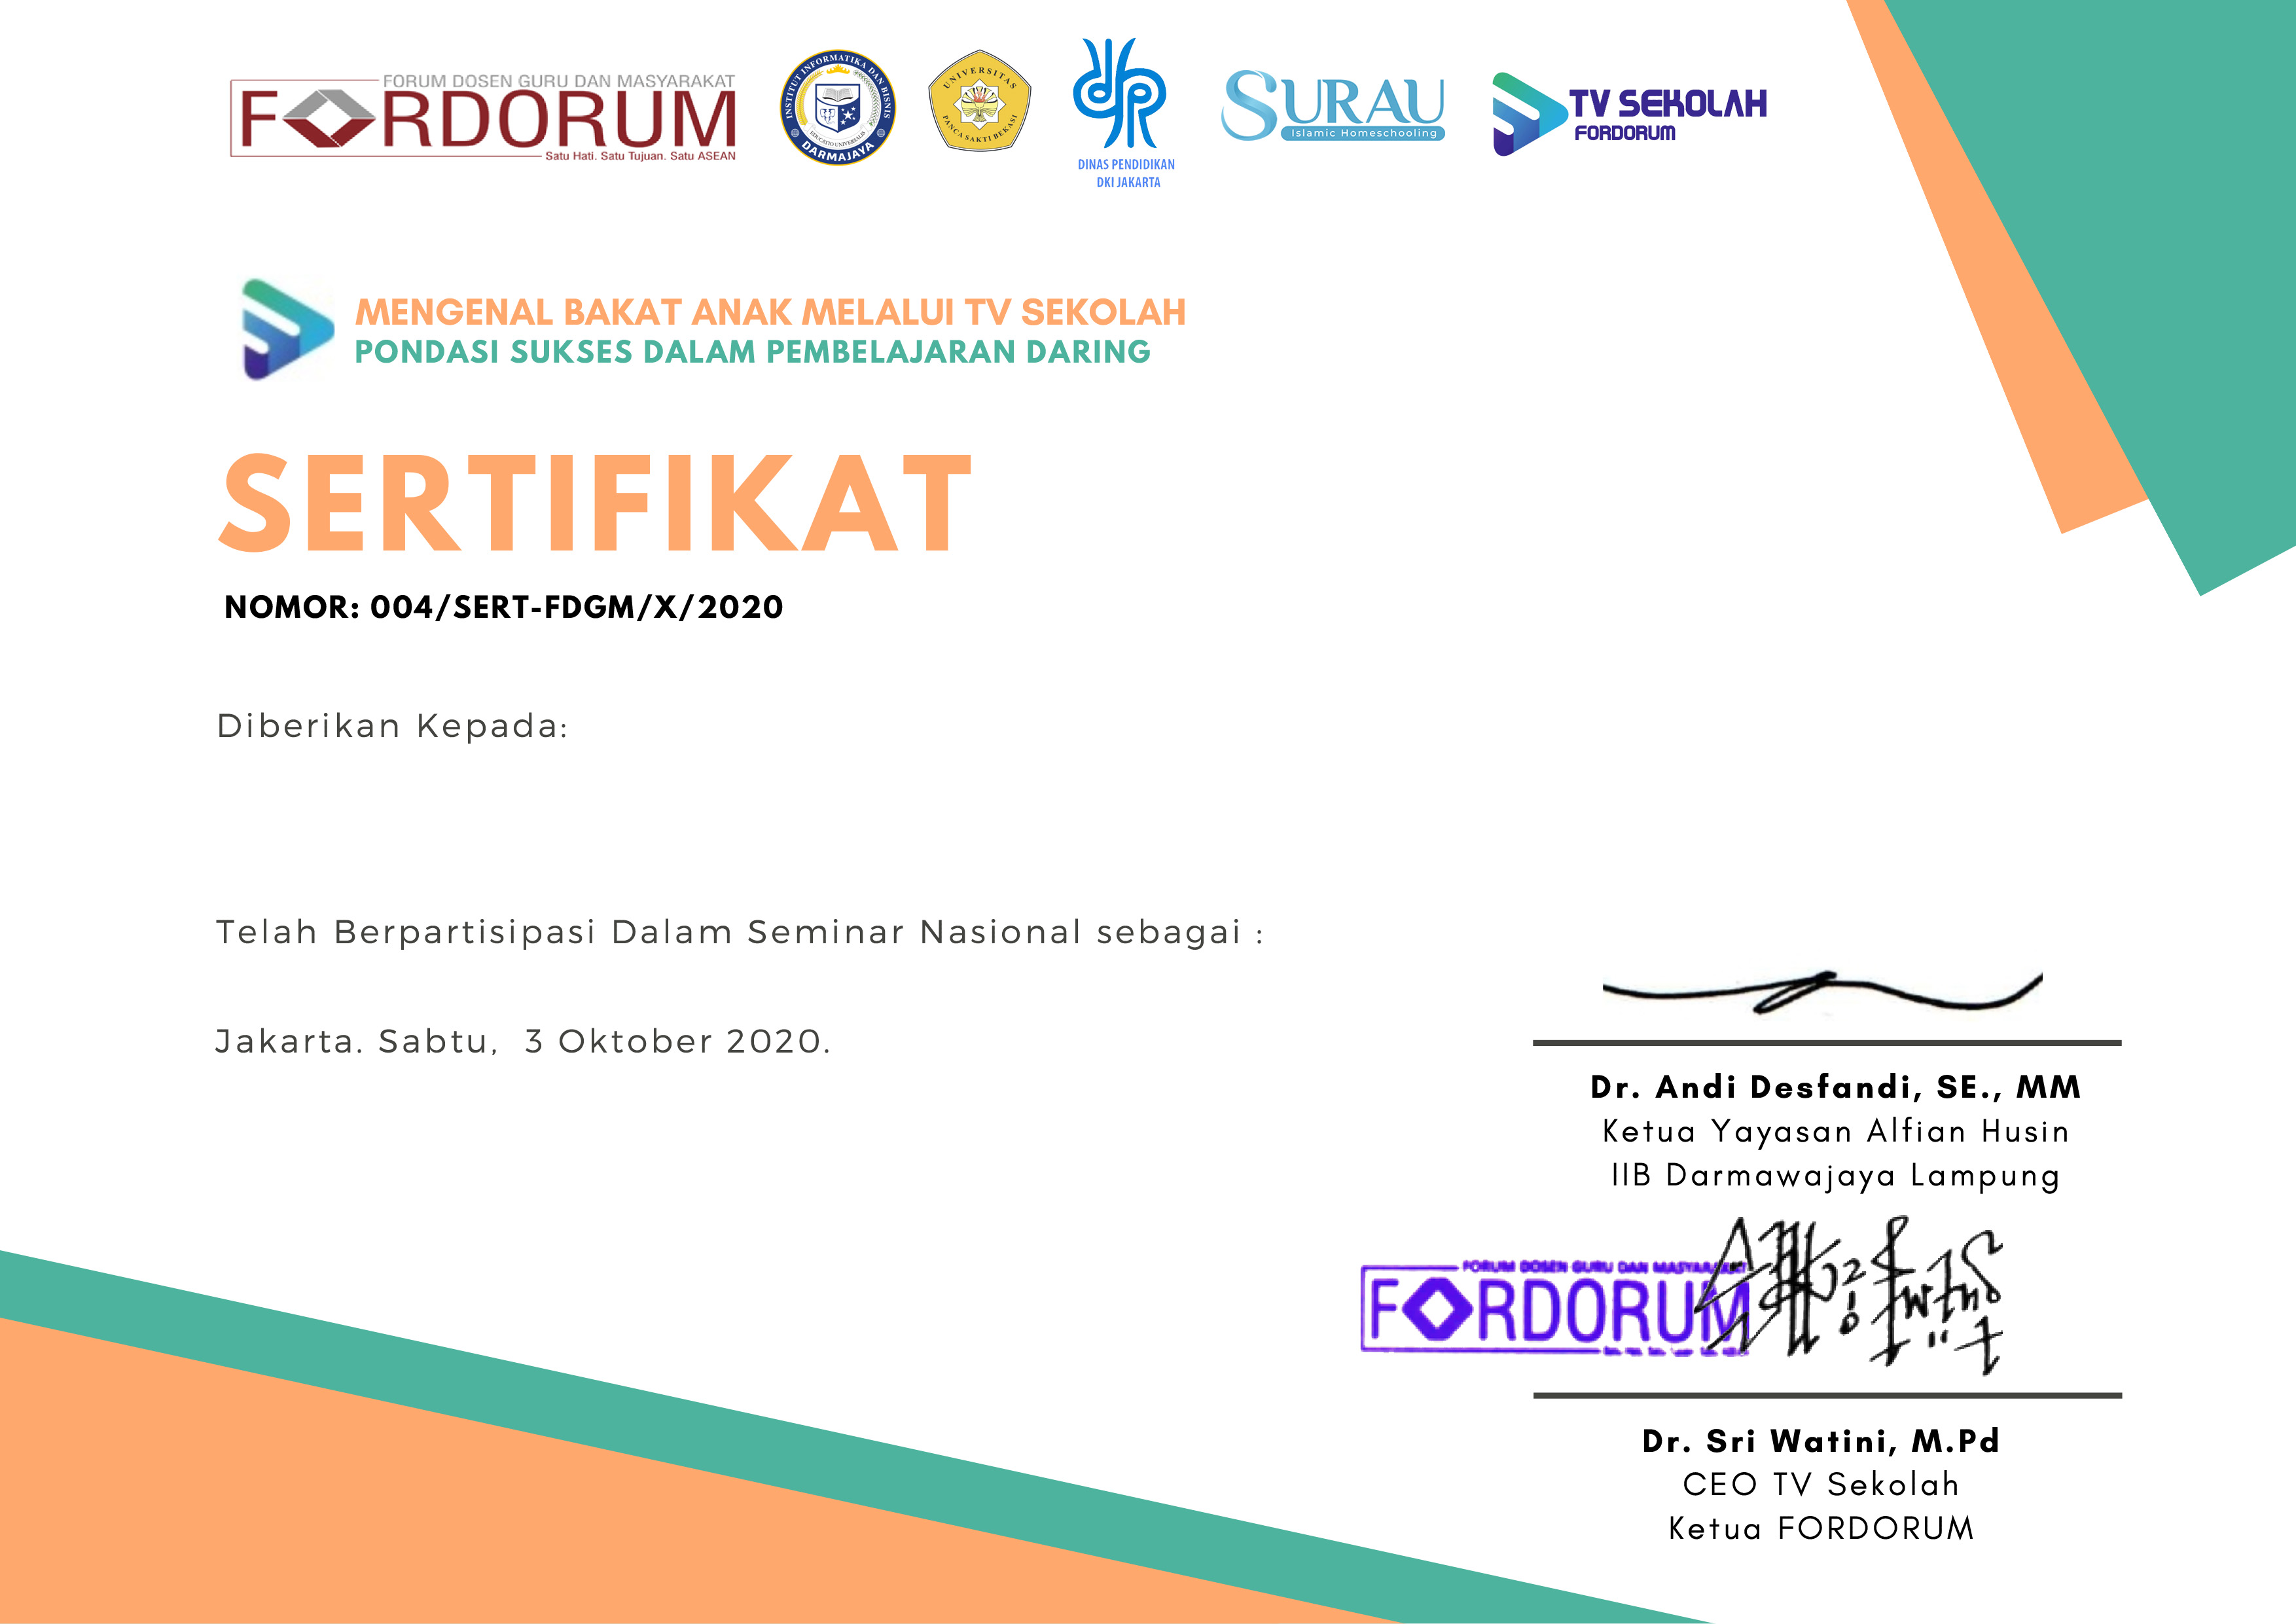 FORUM DOSEN GURU DAN MASYARAKAT
FORDORUM
Satu Hati. Satu Tujuan. Satu ASEAN
INSTITUT INFORMATIKA DAN BISNIS
EDUCATIO UNIVERSALIS
DARMAJAYA
UNIVERSITAS
PANCA SAKTI BEKASI
DINAS PENDIDIKAN
DKI JAKARTA
SURAU
Islamic Homeschooling
TV SEKOLAH
FORDORUM
MENGENAL BAKAT ANAK MELALUI TV SEKOLAH
PONDASI SUKSES DALAM PEMBELAJARAN DARING
SERTIFIKAT
NOMOR: 004/SERT-FDGM/X/2020
Diberikan Kepada:
Telah Berpartisipasi Dalam Seminar Nasional sebagai :
Jakarta. Sabtu, 3 Oktober 2020.
Dr. Andi Desfandi, SE., MM
Ketua Yayasan Alfian Husin
IIB Darmawajaya Lampung
FORUM DOSEN GURU DAN MASYARAKAT
FORDORUM
Dr. Sri Watini, M.Pd
CEO TV Sekolah
Ketua FORDORUM